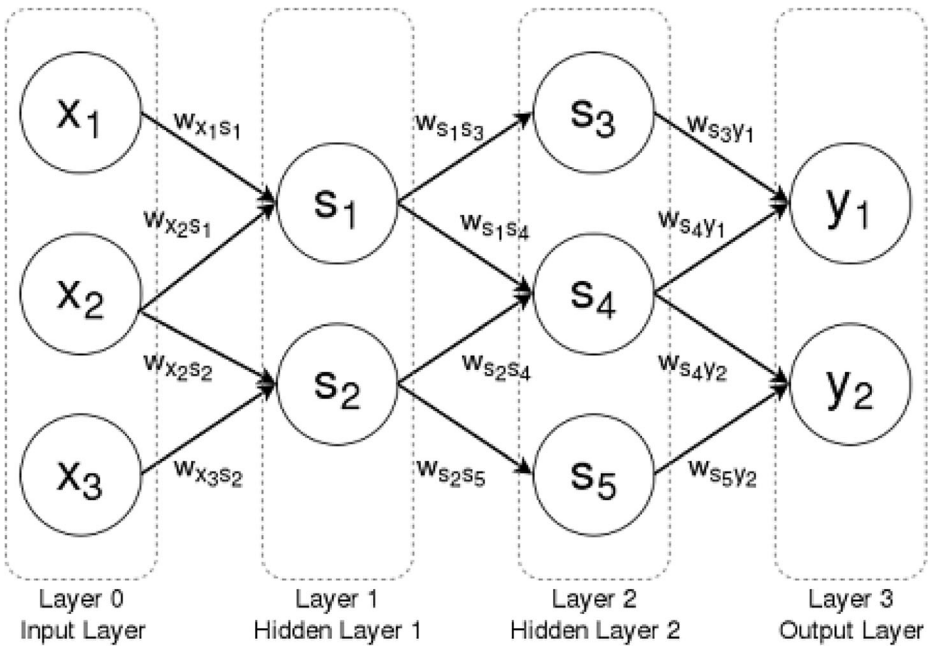 x1
x2
x3
wx1s1
wx2s1
wx2s2
wx3s2
s1
s2
ws1s3
ws1s4
ws2s4
ws2s5
s3
s4
s5
ws3y1
ws4y1
ws4y2
ws5y2
y1
y2
Layer 0
Input Layer
Layer 1
Hidden Layer 1
Layer 2
Hidden Layer 2
Layer 3
Output Layer